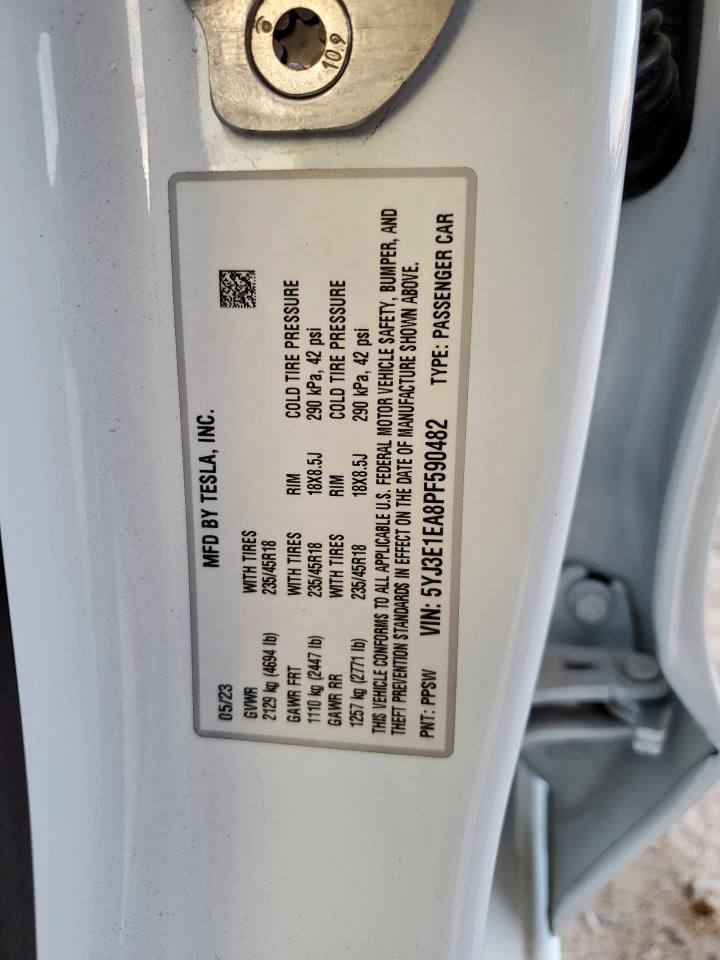 10.9
MFD BY TESLA, INC.
05/23
GVWR WITH TIRES
2129 kg (4694 lb) 235/45R18
GAWR FRT WITH TIRES RIM COLD TIRE PRESSURE
1110 kg (2447 lb) 235/45R18 18X8.5J 290 kPa, 42 psi
GAWR RR WITH TIRES RIM COLD TIRE PRESSURE
1257 kg (2771 lb) 235/45R18 18X8.5J 290 kPa, 42 psi
THIS VEHICLE CONFORMS TO ALL APPLICABLE U.S. FEDERAL MOTOR VEHICLE SAFETY, BUMPER, AND
THEFT PREVENTION STANDARDS IN EFFECT ON THE DATE OF MANUFACTURE SHOWN ABOVE.
PNT: PPSW VIN: 5YJ3E1EA8PF590482 TYPE: PASSENGER CAR